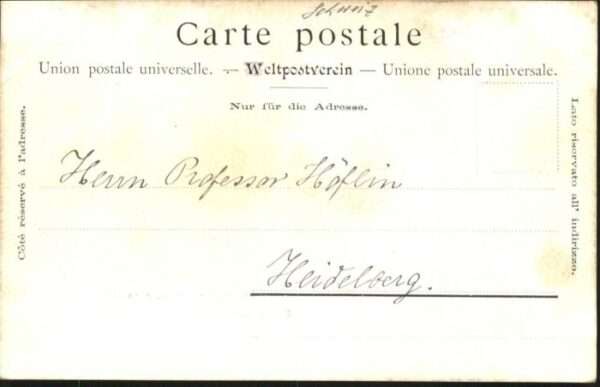 Schweiz
Carte postale
Union postale universelle. — Weltpostverein — Unione postale universale.
Nur für die Adresse.
Côté réservé à l'adresse.
Lato riservato all' indirizzo.
Herrn Professor Höflin
Heidelberg.